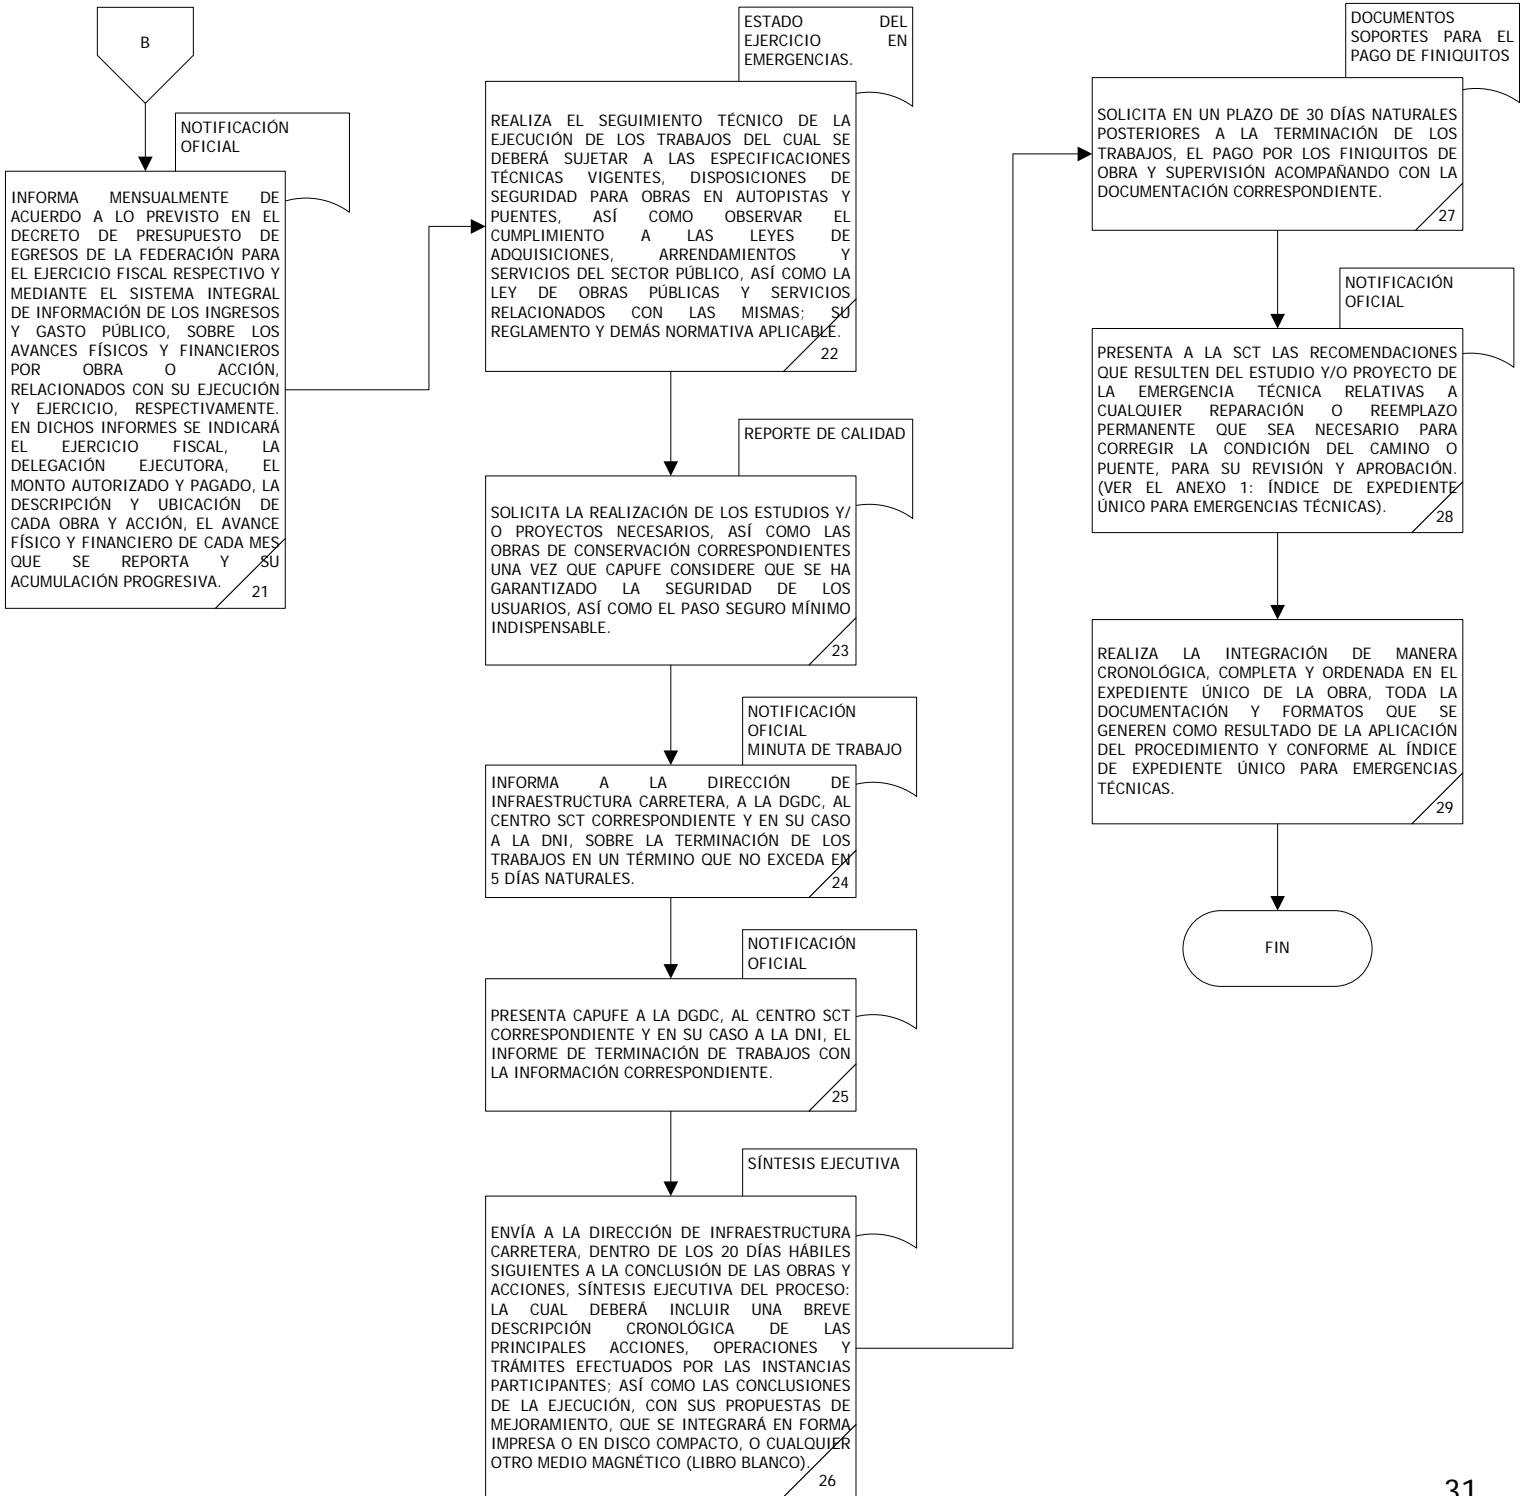 B
NOTIFICACIÓN
OFICIAL
INFORMA MENSUALMENTE DE
ACUERDO A LO PREVISTO EN EL
DECRETO DE PRESUPUESTO DE
EGRESOS DE LA FEDERACIÓN PARA
EL EJERCICIO FISCAL RESPECTIVO Y
MEDIANTE EL SISTEMA INTEGRAL
DE INFORMACIÓN DE LOS INGRESOS
Y GASTO PÚBLICO, SOBRE LOS
AVANCES FÍSICOS Y FINANCIEROS
POR OBRA O ACCIÓN,
RELACIONADOS CON SU EJECUCIÓN
Y EJERCICIO, RESPECTIVAMENTE.
EN DICHOS INFORMES SE INDICARÁ
EL EJERCICIO FISCAL, LA
DELEGACIÓN EJECUTORA, EL
MONTO AUTORIZADO Y PAGADO, LA
DESCRIPCIÓN Y UBICACIÓN DE
CADA OBRA Y ACCIÓN, EL AVANCE
FÍSICO Y FINANCIERO DE CADA MES
QUE SE REPORTA Y SU
ACUMULACIÓN PROGRESIVA.
21
ESTADO DEL
EJERCICIO EN
EMERGENCIAS.
REALIZA EL SEGUIMIENTO TÉCNICO DE LA
EJECUCIÓN DE LOS TRABAJOS DEL CUAL SE
DEBERÁ SUJETAR A LAS ESPECIFICACIONES
TÉCNICAS VIGENTES, DISPOSICIONES DE
SEGURIDAD PARA OBRAS EN AUTOPISTAS Y
PUENTES, ASÍ COMO OBSERVAR EL
CUMPLIMIENTO A LAS LEYES DE
ADQUISICIONES, ARRENDAMIENTOS Y
SERVICIOS DEL SECTOR PÚBLICO, ASÍ COMO LA
LEY DE OBRAS PÚBLICAS Y SERVICIOS
RELACIONADOS CON LAS MISMAS; SU
REGLAMENTO Y DEMÁS NORMATIVA APLICABLE.
22
REPORTE DE CALIDAD
SOLICITA LA REALIZACIÓN DE LOS ESTUDIOS Y/
O PROYECTOS NECESARIOS, ASÍ COMO LAS
OBRAS DE CONSERVACIÓN CORRESPONDIENTES
UNA VEZ QUE CAPUFE CONSIDERE QUE SE HA
GARANTIZADO LA SEGURIDAD DE LOS
USUARIOS, ASÍ COMO EL PASO SEGURO MÍNIMO
INDISPENSABLE.
23
NOTIFICACIÓN
OFICIAL
MINUTA DE TRABAJO
INFORMA A LA DIRECCIÓN DE
INFRAESTRUCTURA CARRETERA, A LA DGDC, AL
CENTRO SCT CORRESPONDIENTE Y EN SU CASO
A LA DNI, SOBRE LA TERMINACIÓN DE LOS
TRABAJOS EN UN TÉRMINO QUE NO EXCEDA EN
5 DÍAS NATURALES.
24
NOTIFICACIÓN
OFICIAL
PRESENTA CAPUFE A LA DGDC, AL CENTRO SCT
CORRESPONDIENTE Y EN SU CASO A LA DNI, EL
INFORME DE TERMINACIÓN DE TRABAJOS CON
LA INFORMACIÓN CORRESPONDIENTE.
25
SÍNTESIS EJECUTIVA
ENVÍA A LA DIRECCIÓN DE INFRAESTRUCTURA
CARRETERA, DENTRO DE LOS 20 DÍAS HÁBILES
SIGUIENTES A LA CONCLUSIÓN DE LAS OBRAS Y
ACCIONES, SÍNTESIS EJECUTIVA DEL PROCESO:
LA CUAL DEBERÁ INCLUIR UNA BREVE
DESCRIPCIÓN CRONOLÓGICA DE LAS
PRINCIPALES ACCIONES, OPERACIONES Y
TRÁMITES EFECTUADOS POR LAS INSTANCIAS
PARTICIPANTES; ASÍ COMO LAS CONCLUSIONES
DE LA EJECUCIÓN, CON SUS PROPUESTAS DE
MEJORAMIENTO, QUE SE INTEGRARÁ EN FORMA
IMPRESA O EN DISCO COMPACTO, O CUALQUIER
OTRO MEDIO MAGNÉTICO (LIBRO BLANCO).
26
DOCUMENTOS
SOPORTES PARA EL
PAGO DE FINIQUITOS
SOLICITA EN UN PLAZO DE 30 DÍAS NATURALES
POSTERIORES A LA TERMINACIÓN DE LOS
TRABAJOS, EL PAGO POR LOS FINIQUITOS DE
OBRA Y SUPERVISIÓN ACOMPAÑANDO CON LA
DOCUMENTACIÓN CORRESPONDIENTE.
27
NOTIFICACIÓN
OFICIAL
PRESENTA A LA SCT LAS RECOMENDACIONES
QUE RESULTEN DEL ESTUDIO Y/O PROYECTO DE
LA EMERGENCIA TÉCNICA RELATIVAS A
CUALQUIER REPARACIÓN O REEMPLAZO
PERMANENTE QUE SEA NECESARIO PARA
CORREGIR LA CONDICIÓN DEL CAMINO O
PUENTE, PARA SU REVISIÓN Y APROBACIÓN.
(VER EL ANEXO 1: ÍNDICE DE EXPEDIENTE
ÚNICO PARA EMERGENCIAS TÉCNICAS).
28
REALIZA LA INTEGRACIÓN DE MANERA
CRONOLÓGICA, COMPLETA Y ORDENADA EN EL
EXPEDIENTE ÚNICO DE LA OBRA, TODA LA
DOCUMENTACIÓN Y FORMATOS QUE SE
GENEREN COMO RESULTADO DE LA APLICACIÓN
DEL PROCEDIMIENTO Y CONFORME AL ÍNDICE
DE EXPEDIENTE ÚNICO PARA EMERGENCIAS
TÉCNICAS.
29
FIN
31